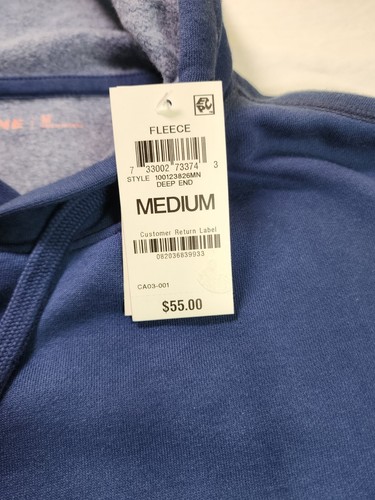 FLEECE
7 33002 73374 3
STYLE 100123826MN
DEEP END
MEDIUM
Customer Return Label
082036839933
CA03-001
$55.00